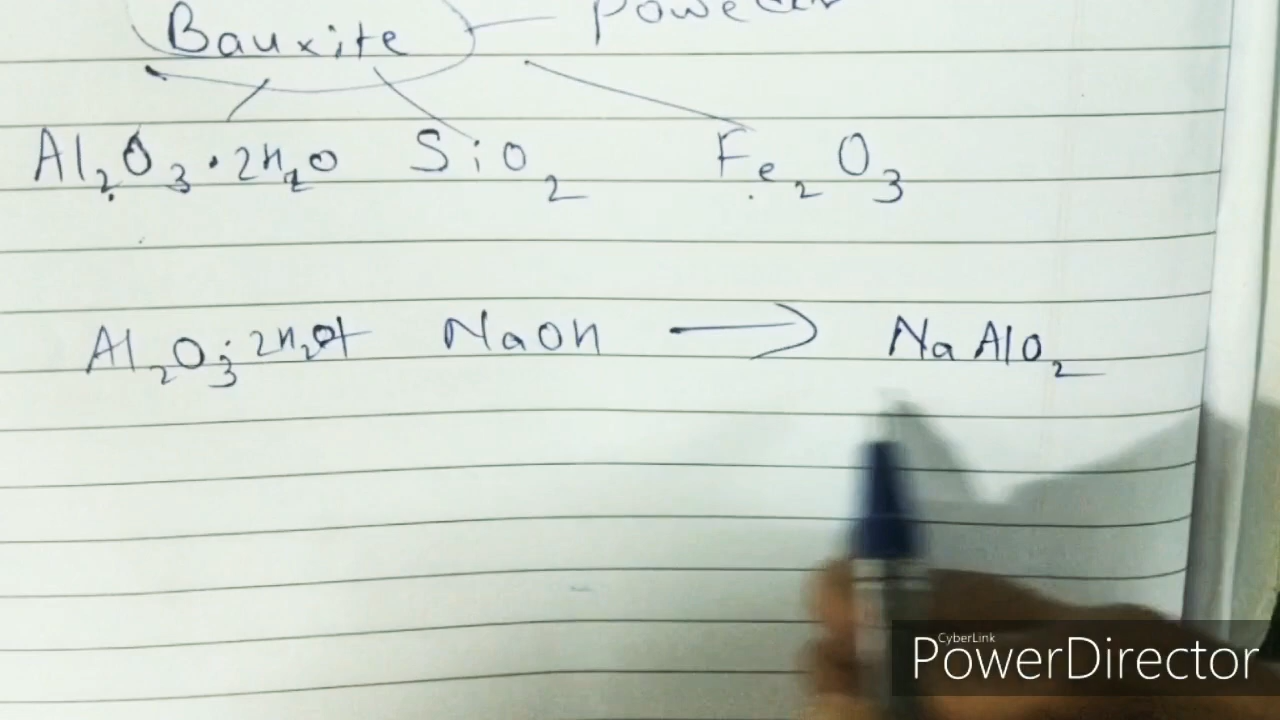 Bauxite
Al₂O₃·2H₂O SiO₂ Fe₂O₃
Al₂O₃·2H₂O+ NaOH → NaAlO₂
CyberLink
PowerDirector